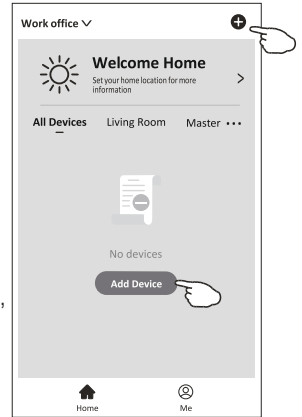 Work office
Welcome Home
Set your home location for more
information
All Devices Living Room Master
No devices
Add Device
,
Home Me